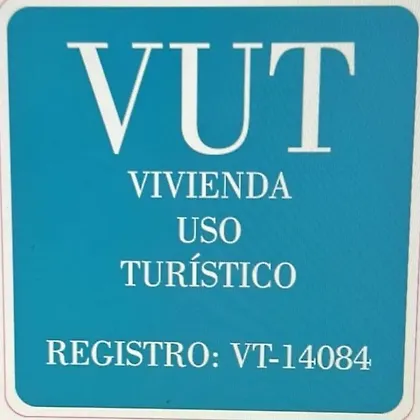 VUT
VIVIENDA
USO
TURÍSTICO
REGISTRO: VT-14084